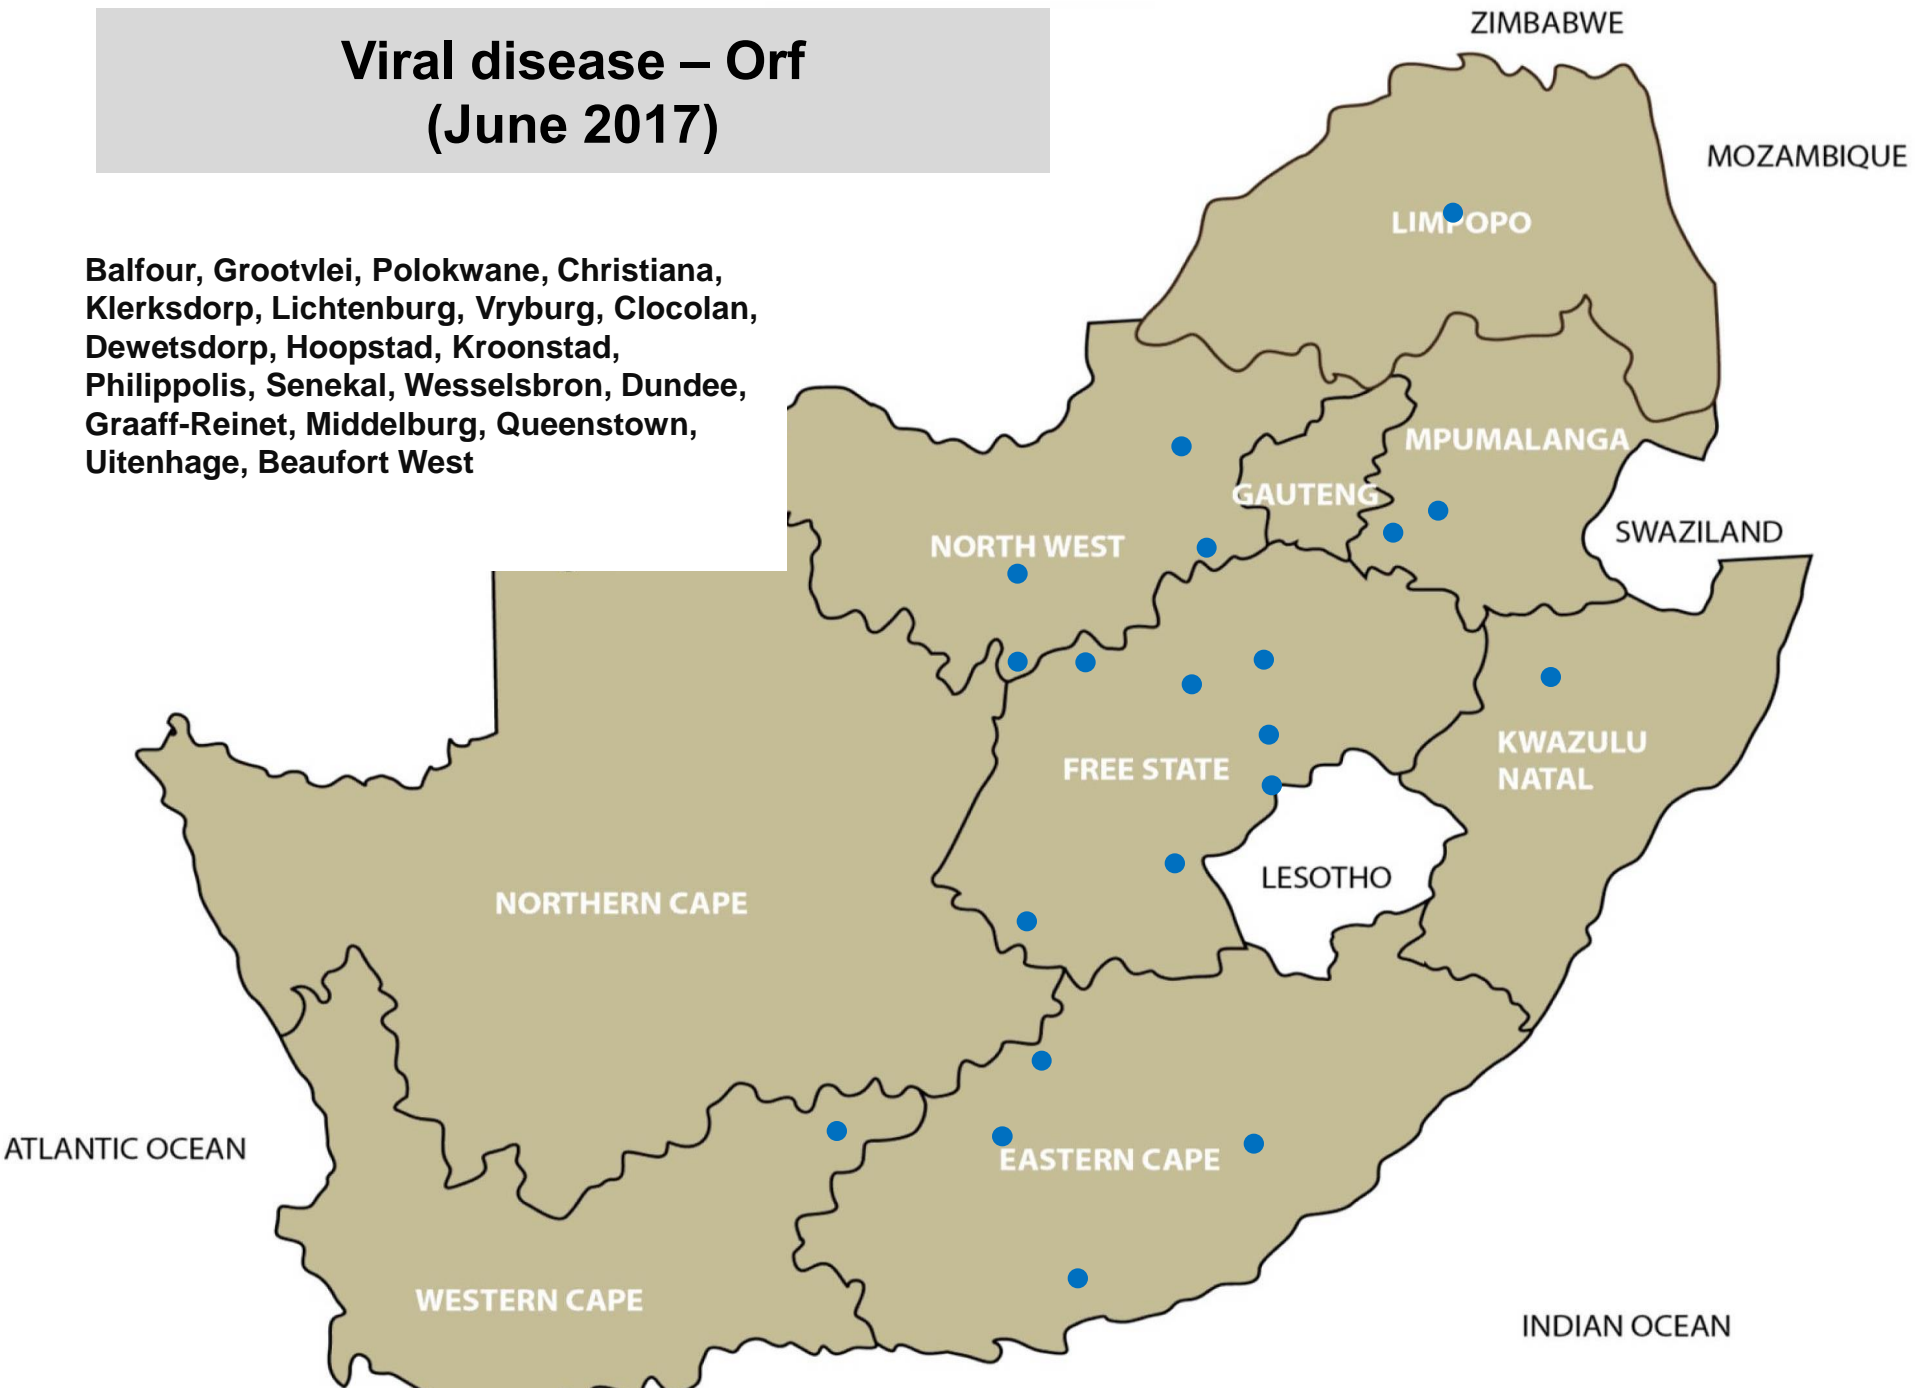 Viral disease – Orf
(June 2017)
Balfour, Grootvlei, Polokwane, Christiana,
Klerksdorp, Lichtenburg, Vryburg, Clocolan,
Dewetsdorp, Hoopstad, Kroonstad,
Philippolis, Senekal, Wesselsbron, Dundee,
Graaff-Reinet, Middelburg, Queenstown,
Uitenhage, Beaufort West
ZIMBABWE
MOZAMBIQUE
LIMPOPO
MPUMALANGA
GAUTENG
SWAZILAND
NORTH WEST
KWAZULU
NATAL
FREE STATE
LESOTHO
NORTHERN CAPE
ATLANTIC OCEAN
EASTERN CAPE
WESTERN CAPE
INDIAN OCEAN